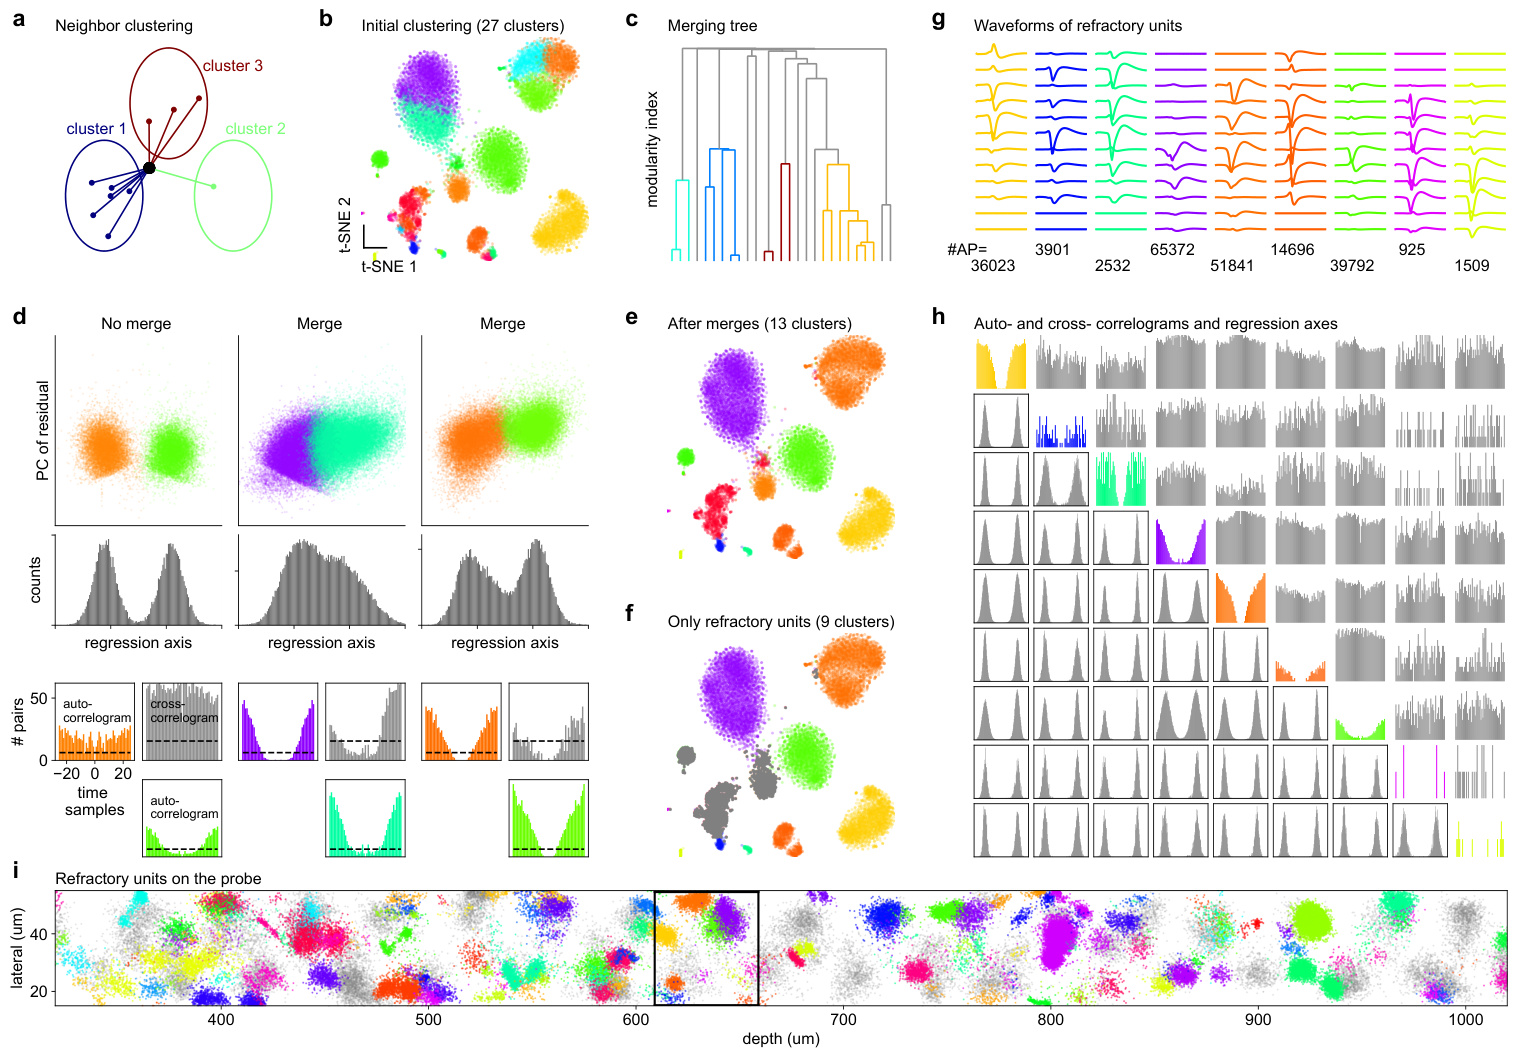 a Neighbor clustering
cluster 3
cluster 1
cluster 2
b Initial clustering (27 clusters)
t-SNE 2
t-SNE 1
c Merging tree
modularity index
g Waveforms of refractory units
#AP=
3901
65372
14696
925
36023
2532
51841
39792
1509
d No merge
Merge
Merge
PC of residual
counts
regression axis
regression axis
regression axis
# pairs
50
0
auto-
correlogram
cross-
correlogram
−20 0 20
time
samples
auto-
correlogram
e After merges (13 clusters)
f Only refractory units (9 clusters)
h Auto- and cross- correlograms and regression axes
i Refractory units on the probe
lateral (um)
40
20
400 500 600 700 800 900 1000
depth (um)